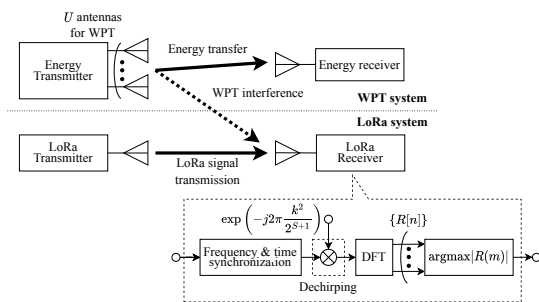 U antennas
for WPT
Energy
Transmitter
Energy transfer
Energy receiver
WPT interference
WPT system
LoRa system
LoRa
Transmitter
LoRa signal
transmission
LoRa
Receiver
exp(−j2π k²/2^{S+1})
{R[n]}
Frequency & time
synchronization
DFT
argmax|R(m)|
Dechirping